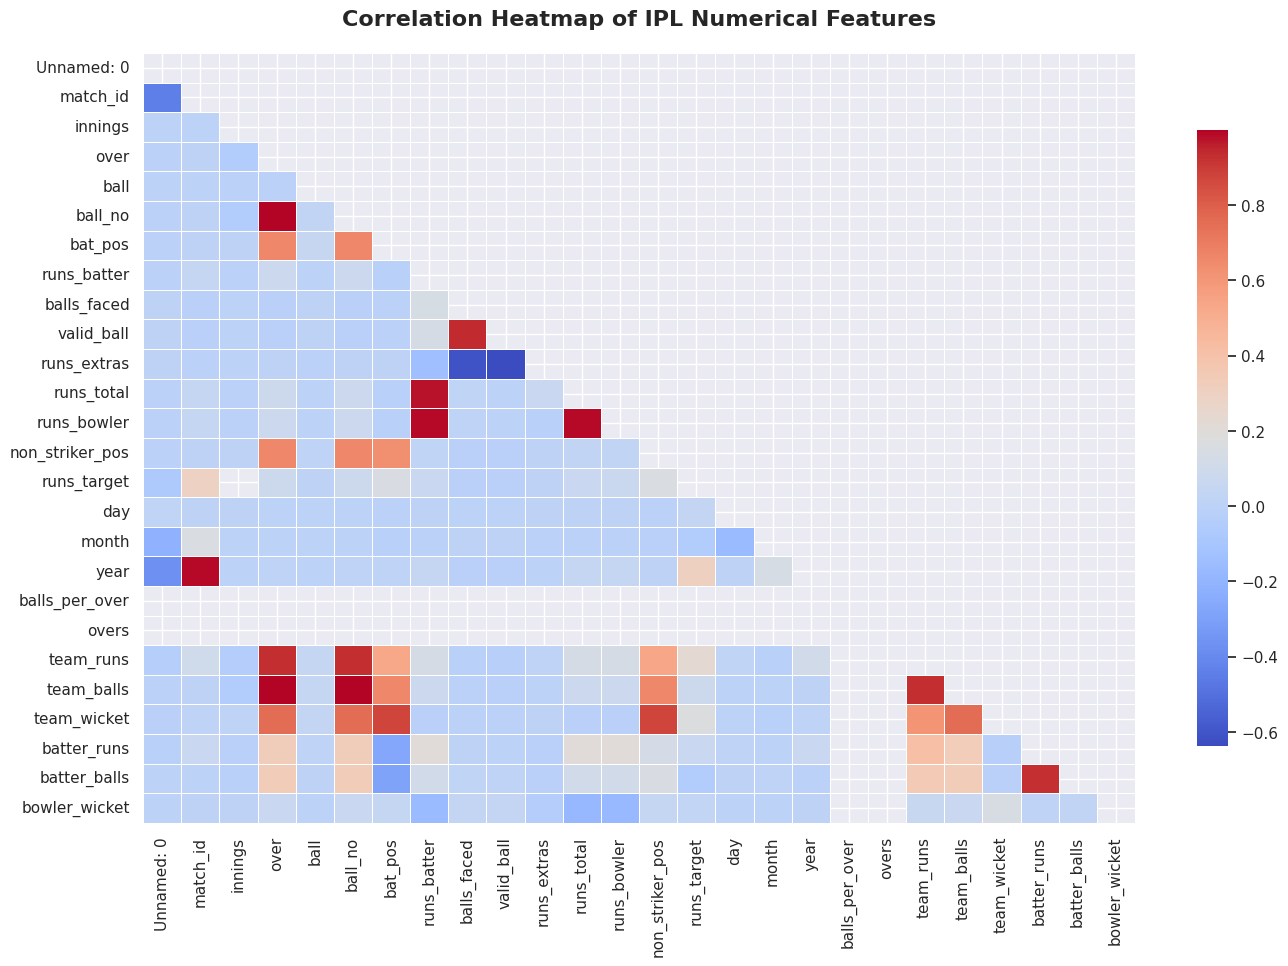 Correlation Heatmap of IPL Numerical Features
Unnamed: 0
match_id
innings
over
ball
ball_no
bat_pos
runs_batter
balls_faced
valid_ball
runs_extras
runs_total
runs_bowler
non_striker_pos
runs_target
day
month
year
balls_per_over
overs
team_runs
team_balls
team_wicket
batter_runs
batter_balls
bowler_wicket
Unnamed: 0
match_id
innings
over
ball
ball_no
bat_pos
runs_batter
balls_faced
valid_ball
runs_extras
runs_total
runs_bowler
non_striker_pos
runs_target
day
month
year
balls_per_over
overs
team_runs
team_balls
team_wicket
batter_runs
batter_balls
bowler_wicket
0.8
0.6
0.4
0.2
0.0
−0.2
−0.4
−0.6